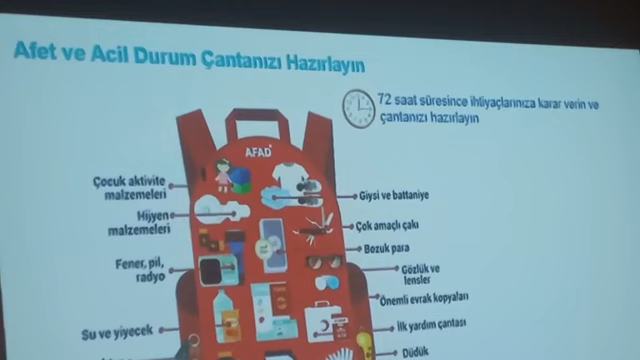 Afet ve Acil Durum Çantanızı Hazırlayın
72 saat süresince ihtiyaçlarınıza karar verin ve
çantanızı hazırlayın
AFAD
Çocuk aktivite
malzemeleri
Hijyen
malzemeleri
Fener, pil,
radyo
Su ve yiyecek
Giysi ve battaniye
Çok amaçlı çakı
Bozuk para
Gözlük ve
lensler
Önemli evrak kopyaları
İlk yardım çantası
Düdük